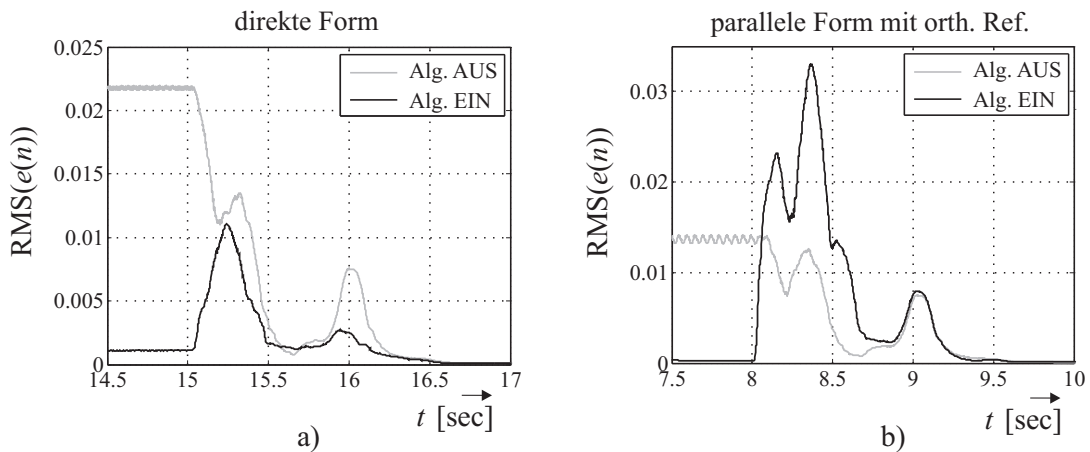 direkte Form
0.025
0.02
0.015
0.01
0.005
0
RMS(e(n))
Alg. AUS
Alg. EIN
14.5 15 15.5 16 16.5 17
t [sec]
a)
parallele Form mit orth. Ref.
0.03
0.02
0.01
0
RMS(e(n))
Alg. AUS
Alg. EIN
7.5 8 8.5 9 9.5 10
t [sec]
b)